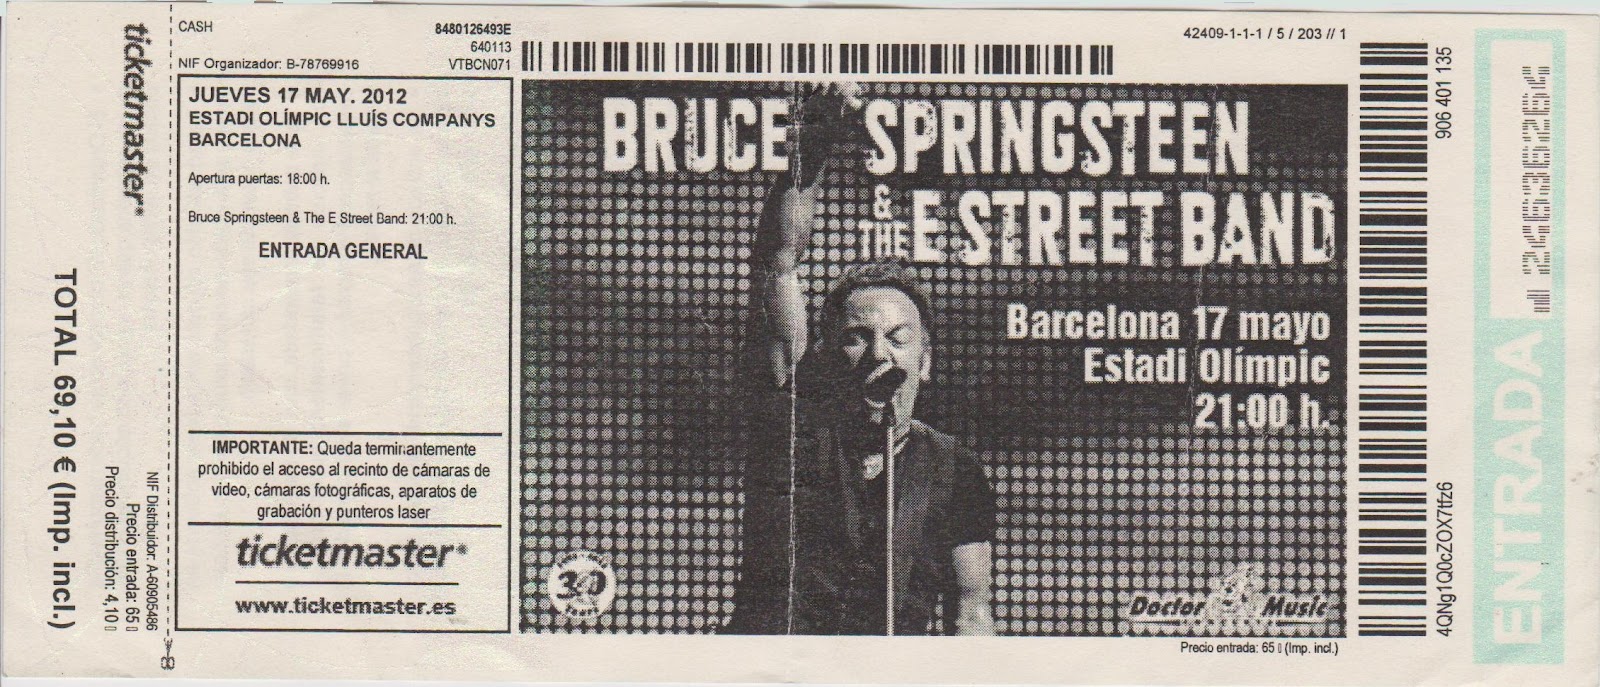 ticketmaster®
TOTAL 69,10 € (Imp. incl.)
NIF Distribuidor: A-60905486
Precio entrada: 65 ▯
Precio distribución: 4,10 ▯
CASH
8480126493E
640113
NIF Organizador: B-78769916
VTBCN071
JUEVES 17 MAY. 2012
ESTADI OLÍMPIC LLUÍS COMPANYS
BARCELONA
Apertura puertas: 18:00 h.
Bruce Springsteen & The E Street Band: 21:00 h.
ENTRADA GENERAL
IMPORTANTE: Queda terminantemente
prohibido el acceso al recinto de cámaras de
video, cámaras fotográficas, aparatos de
grabación y punteros laser
ticketmaster®
www.ticketmaster.es
42409-1-1-1 / 5 / 203 // 1
BRUCE SPRINGSTEEN
& THE E STREET BAND
Barcelona 17 mayo
Estadi Olímpic
21:00 h.
30
Years
Doctor Music
Precio entrada: 65 ▯ (Imp. incl.)
906 401 135
4QNg1Q0cZOX7tfz6
ENTRADA